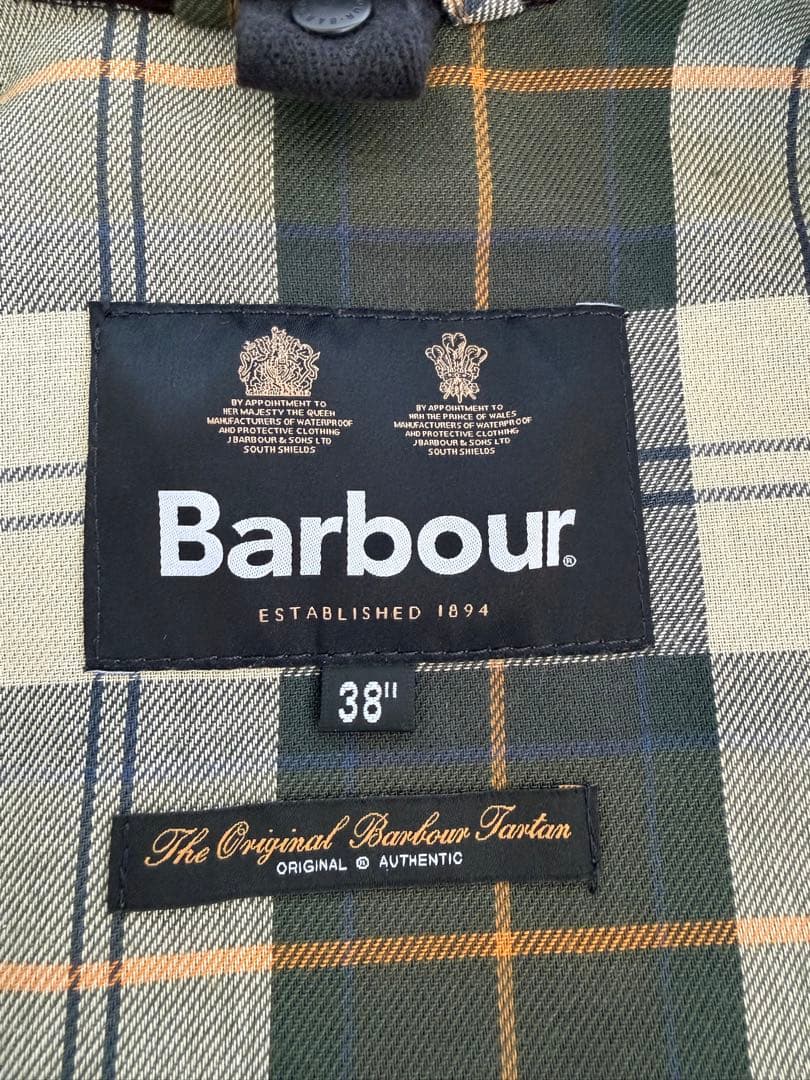 BY APPOINTMENT TO
HER MAJESTY THE QUEEN
MANUFACTURERS OF WATERPROOF
AND PROTECTIVE CLOTHING
J BARBOUR & SONS LTD
SOUTH SHIELDS
BY APPOINTMENT TO
HRH THE PRINCE OF WALES
MANUFACTURERS OF WATERPROOF
AND PROTECTIVE CLOTHING
J BARBOUR & SONS LTD
SOUTH SHIELDS
Barbour®
ESTABLISHED 1894
38"
The Original Barbour Tartan
ORIGINAL ® AUTHENTIC